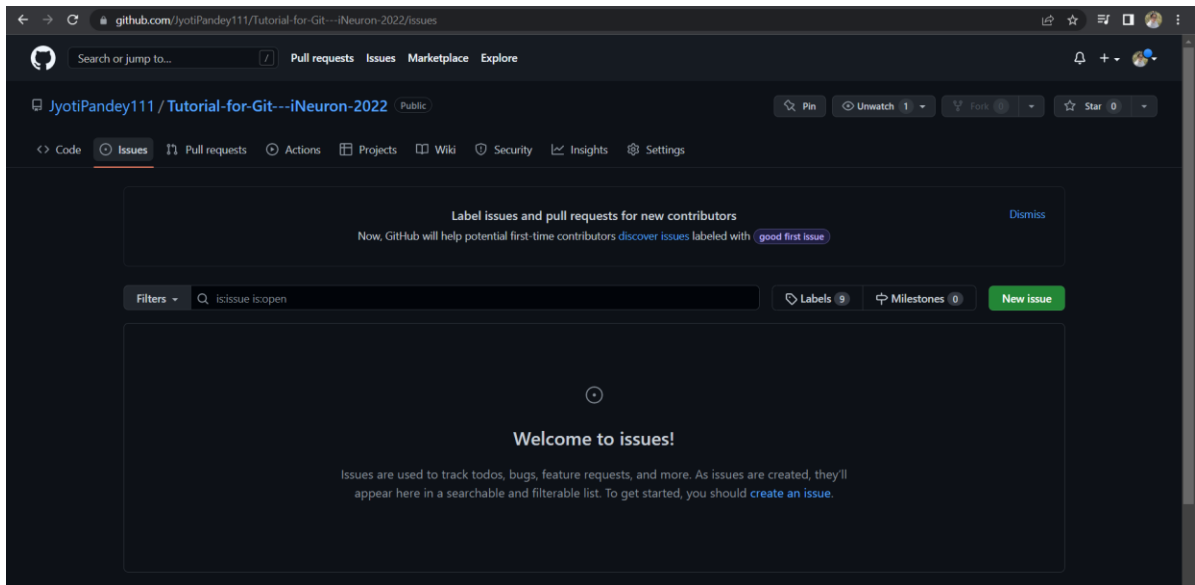 github.com/JyotiPandey111/Tutorial-for-Git---iNeuron-2022/issues
Search or jump to... / Pull requests Issues Marketplace Explore
JyotiPandey111 / Tutorial-for-Git---iNeuron-2022 Public Pin Unwatch 1 Fork 0 Star 0
<> Code Issues Pull requests Actions Projects Wiki Security Insights Settings
Label issues and pull requests for new contributors Dismiss
Now, GitHub will help potential first-time contributors discover issues labeled with good first issue
Filters is:issue is:open Labels 9 Milestones 0 New issue
Welcome to issues!
Issues are used to track todos, bugs, feature requests, and more. As issues are created, they'll
appear here in a searchable and filterable list. To get started, you should create an issue.